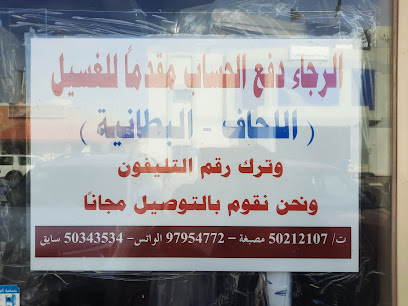 الرجاء دفع الحساب مقدماً للغسيل
( اللحاف - البطانية )
وترك رقم التليفون
ونحن نقوم بالتوصيل مجاناً
ت/ 50212107 مصبغة – 97954772 الواتس– 50343534 سابق